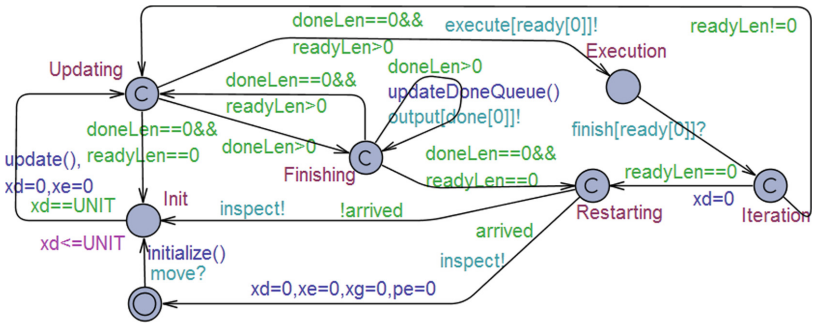 doneLen==0&&
execute[ready[0]]!
readyLen!=0
readyLen>0
Execution
Updating
doneLen>0
doneLen==0&&
C
updateDoneQueue()
readyLen>0
output[done[0]]!
doneLen==0&&
finish[ready[0]]?
readyLen==0
doneLen>0
C
doneLen==0&&
update(),
Finishing
readyLen==0
readyLen==0
xd=0,xe=0
C
C
xd==UNIT
Init
inspect!
!arrived
Restarting
xd=0
Iteration
xd<=UNIT
arrived
initialize()
inspect!
move?
xd=0,xe=0,xg=0,pe=0